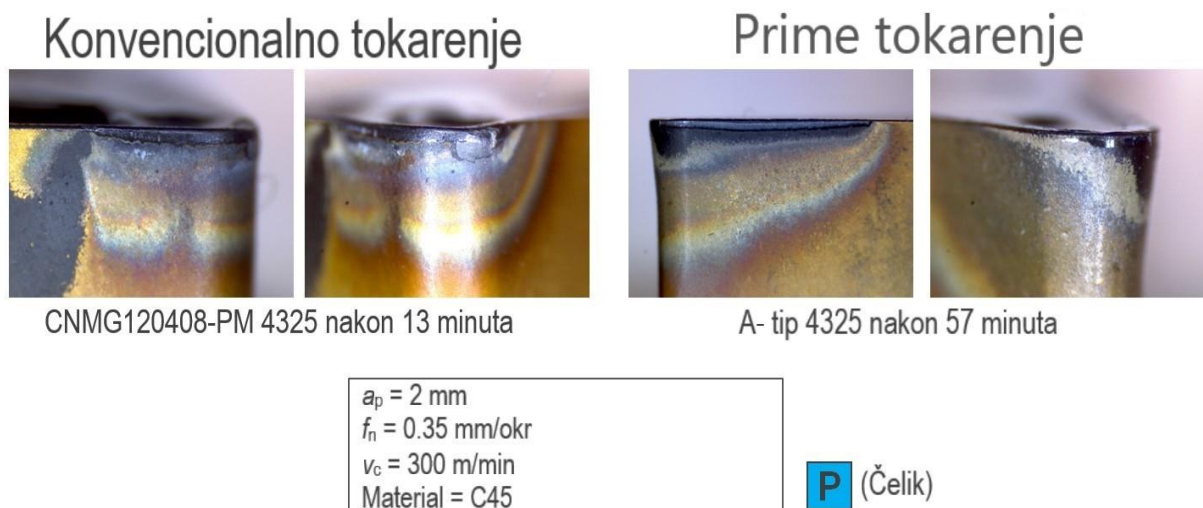 Konvencionalno tokarenje
Prime tokarenje
CNMG120408-PM 4325 nakon 13 minuta
A- tip 4325 nakon 57 minuta
ap = 2 mm
fn = 0.35 mm/okr
vc = 300 m/min
Material = C45
P (Čelik)